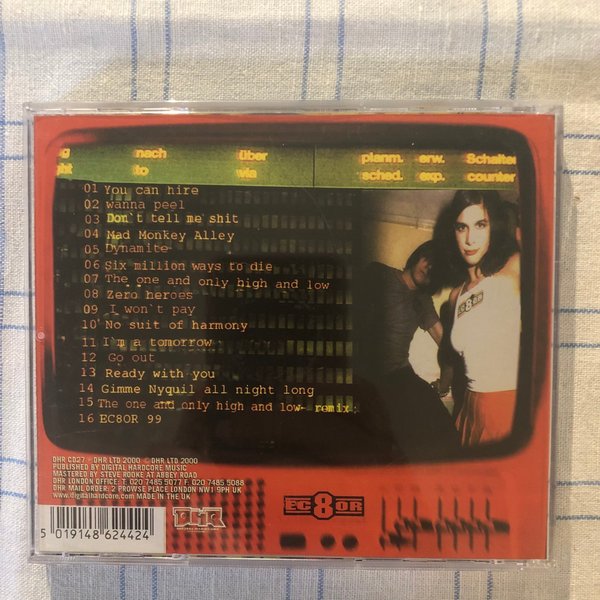 g nach über planm. erw. Schalter
ght to via sched. exp. counter
01 You can hire
02 wanna peel
03 Don`t tell me shit
04 Mad Monkey Alley
05 Dynamite
06 Six million ways to die
07 The one and only high and low
08 Zero heroes
09 I won`t pay
10 No suit of harmony
11 I'm a tomorrow
12 Go out
13 Ready with you
14 Gimme Nyquil all night long
15 The one and only high and low- remix
16 EC8OR 99
EC8OR
DHR CD27 ℗ DHR LTD 2000 © DHR LTD 2000
PUBLISHED BY DIGITAL HARDCORE MUSIC
MASTERED BY STEVE ROOKE AT ABBEY ROAD
DHR LONDON OFFICE: T. 020 7485 5077 F. 020 7485 5088
DHR MAIL ORDER: 2 PROWSE PLACE LONDON NW1 9PH UK
www.digitalhardcore.com MADE IN THE UK
5 019148 624424
DHR
EC8OR